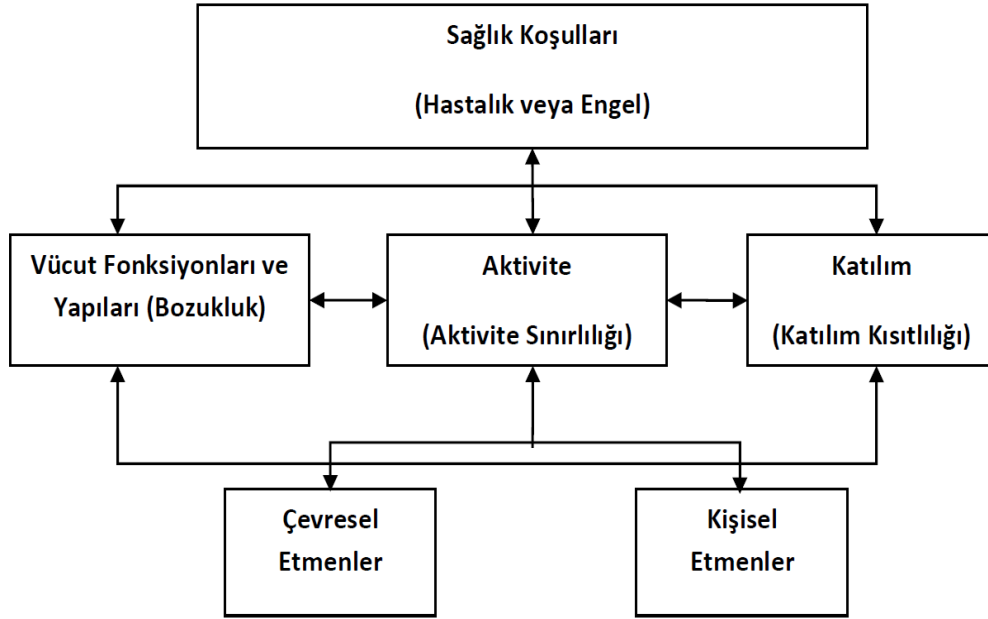 Sağlık Koşulları
(Hastalık veya Engel)
Vücut Fonksiyonları ve
Yapıları (Bozukluk)
Aktivite
(Aktivite Sınırlılığı)
Katılım
(Katılım Kısıtlılığı)
Çevresel
Etmenler
Kişisel
Etmenler